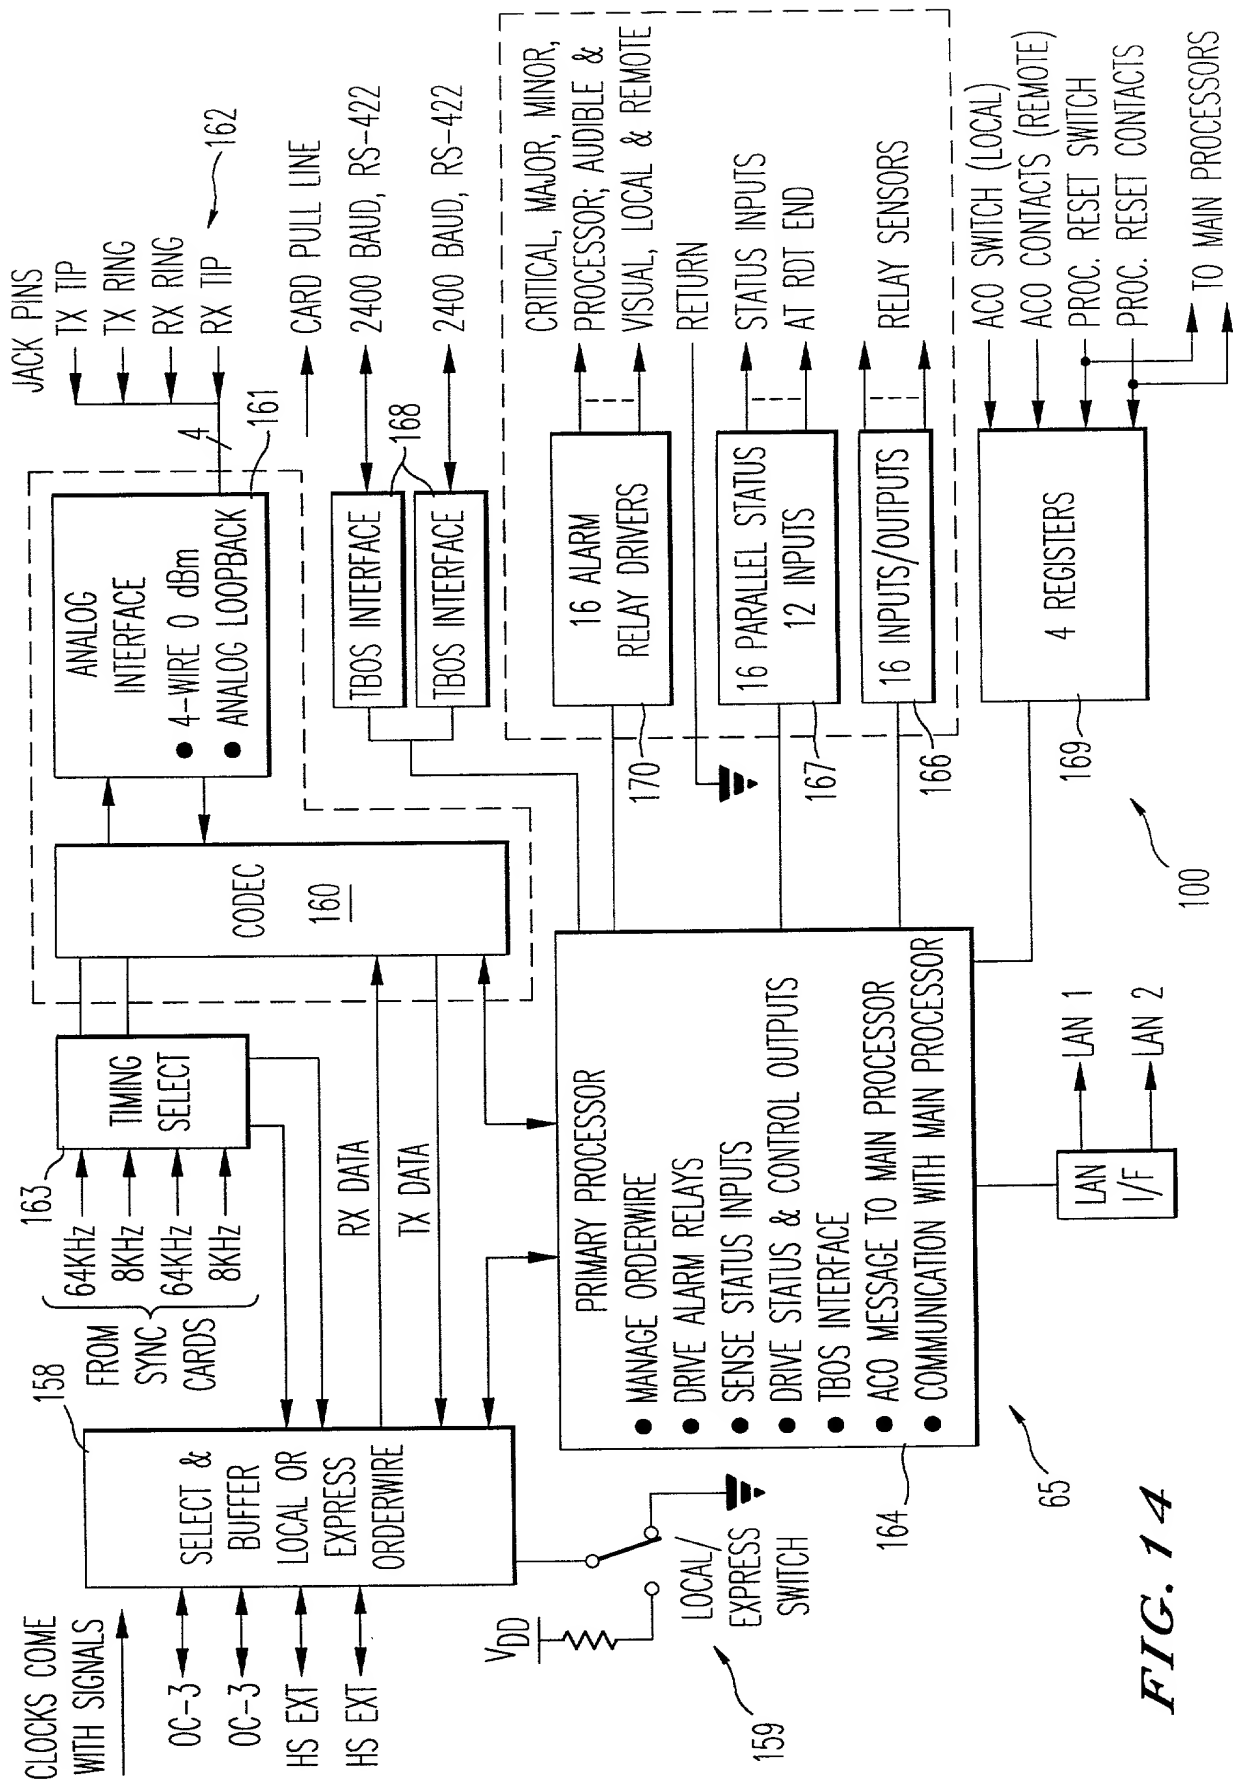 CLOCKS COME
WITH SIGNALS
OC-3
OC-3
HS EXT
HS EXT
158
SELECT &
BUFFER
LOCAL OR
EXPRESS
ORDERWIRE
VDD
LOCAL/
EXPRESS
SWITCH
159
FROM
SYNC
CARDS
64KHz
8KHz
64KHz
8KHz
163
TIMING
SELECT
RX DATA
TX DATA
CODEC
160
ANALOG
INTERFACE
● 4-WIRE 0 dBm
● ANALOG LOOPBACK
161
4
JACK PINS
TX TIP
TX RING
RX RING
RX TIP
162
CARD PULL LINE
TBOS INTERFACE
TBOS INTERFACE
168
2400 BAUD, RS-422
2400 BAUD, RS-422
PRIMARY PROCESSOR
● MANAGE ORDERWIRE
● DRIVE ALARM RELAYS
● SENSE STATUS INPUTS
● DRIVE STATUS & CONTROL OUTPUTS
● TBOS INTERFACE
● ACO MESSAGE TO MAIN PROCESSOR
● COMMUNICATION WITH MAIN PROCESSOR
164
65
16 ALARM
RELAY DRIVERS
170
CRITICAL, MAJOR, MINOR,
PROCESSOR; AUDIBLE &
VISUAL, LOCAL & REMOTE
RETURN
16 PARALLEL STATUS
12 INPUTS
167
STATUS INPUTS
AT RDT END
16 INPUTS/OUTPUTS
166
RELAY SENSORS
4 REGISTERS
169
ACO SWITCH (LOCAL)
ACO CONTACTS (REMOTE)
PROC. RESET SWITCH
PROC. RESET CONTACTS
TO MAIN PROCESSORS
100
LAN
I/F
LAN 1
LAN 2
FIG. 14